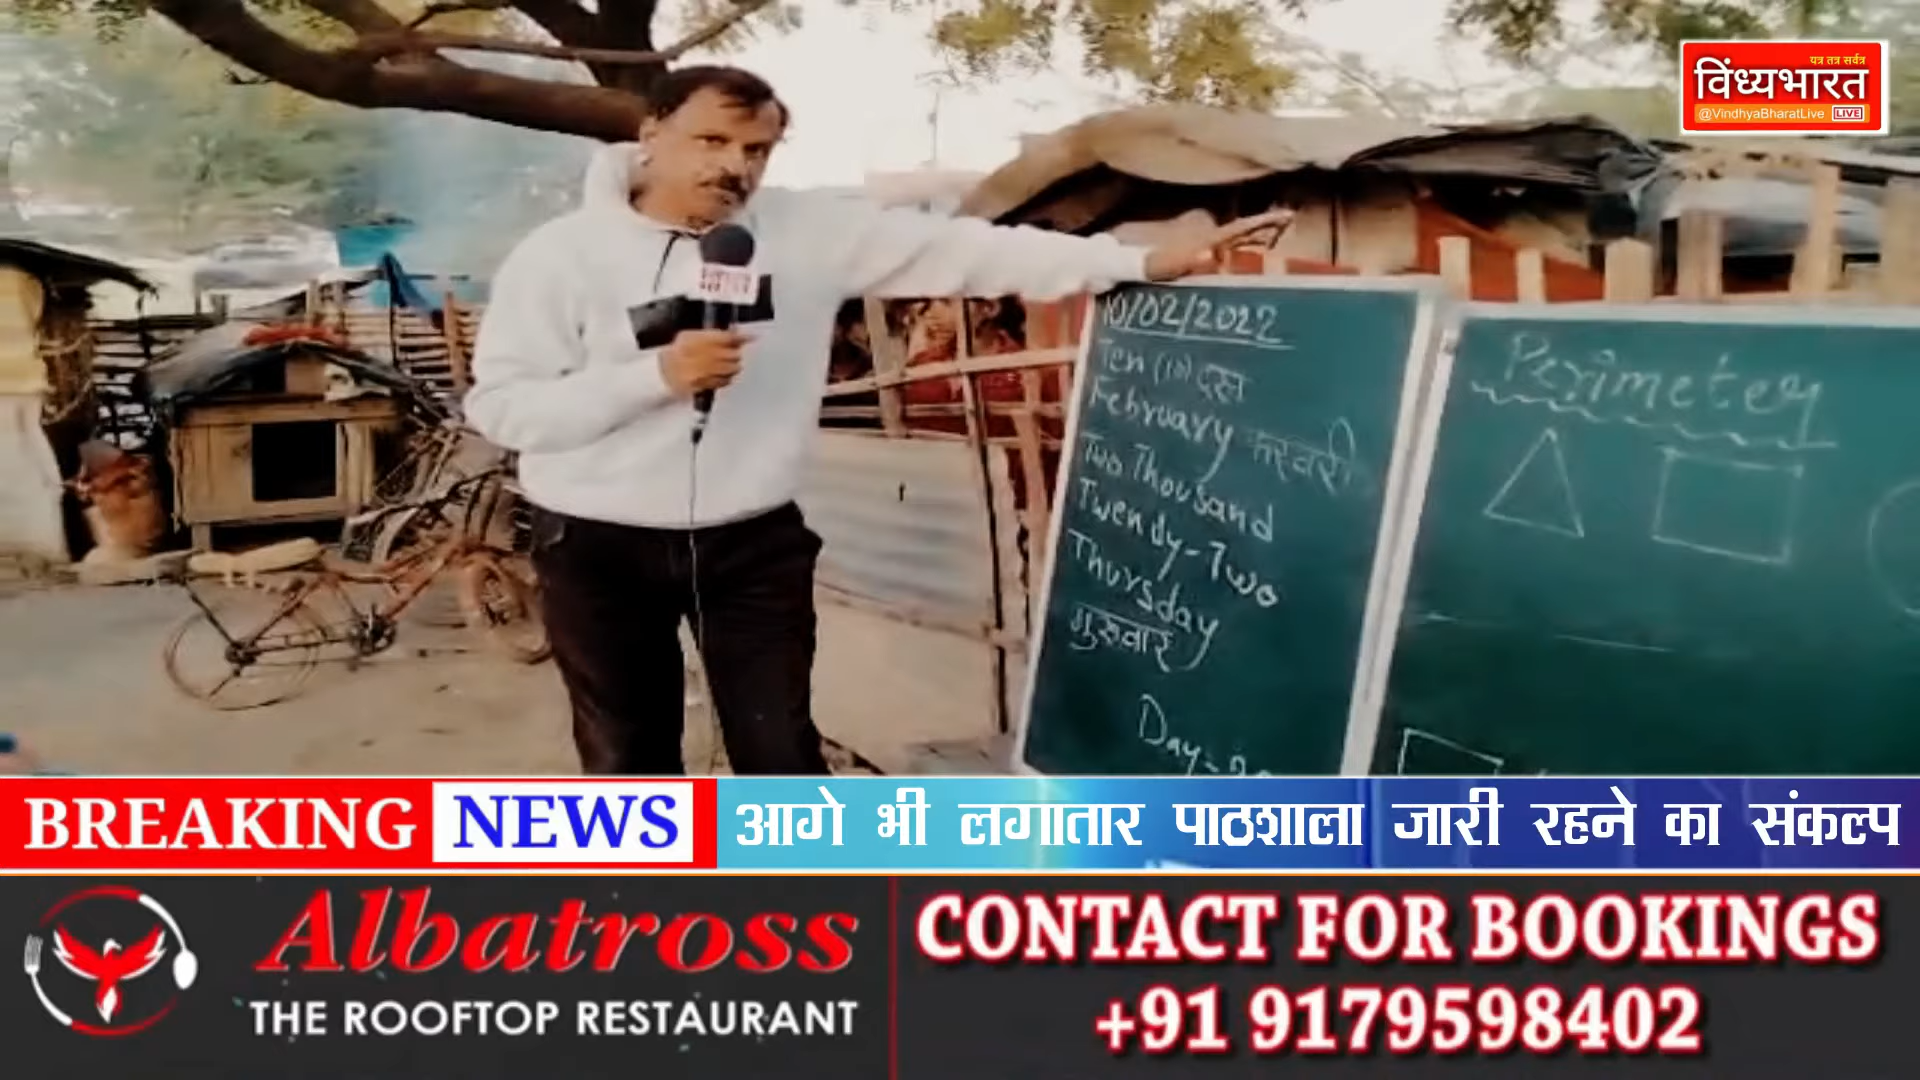 यत्र तत्र सर्वत्र
विंध्यभारत
@VindhyaBharatLive LIVE
10/02/2022
Ten (10) दस
February फरवरी
Two Thousand
Twendy-Two
Thursday
गुरुवार
Day-
Perimeter
BREAKING NEWS आगे भी लगातार पाठशाला जारी रहने का संकल्प
Albatross
THE ROOFTOP RESTAURANT
CONTACT FOR BOOKINGS
+91 9179598402